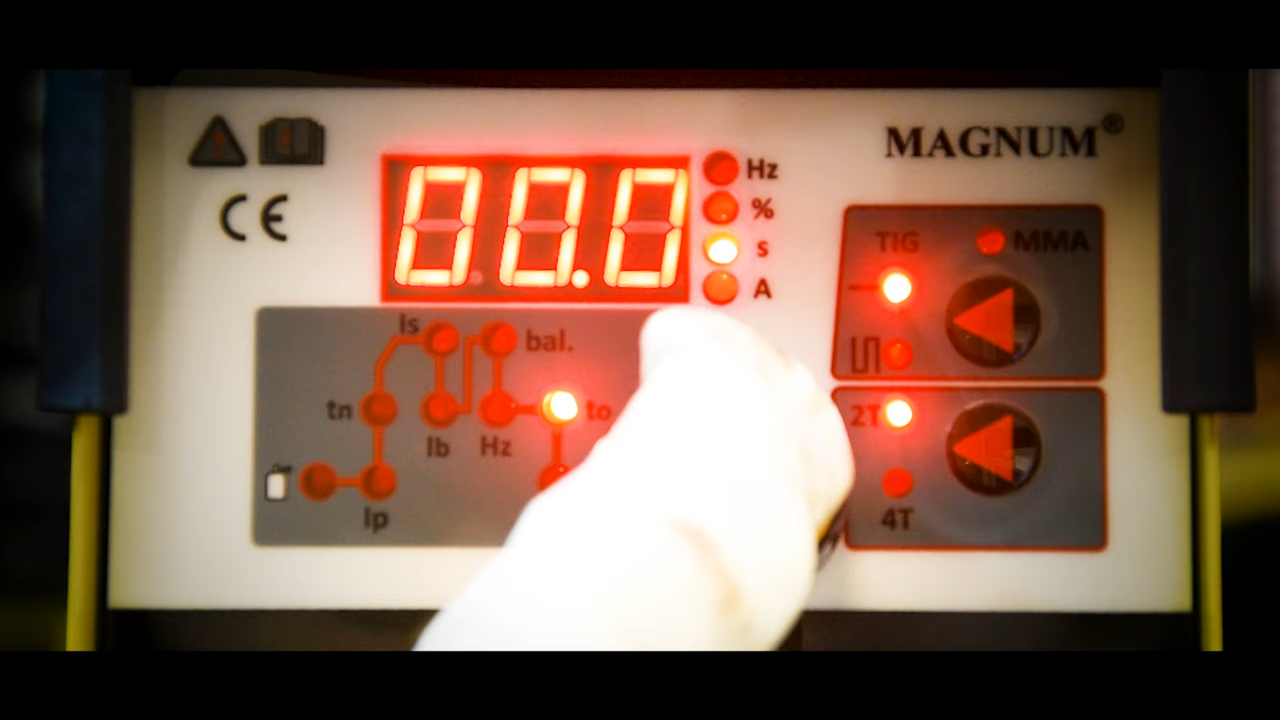 MAGNUM®
CE
00.0
Hz
%
s
A
TIG
MMA
Is
bal.
tn
to
Ib
Hz
Ip
2T
4T